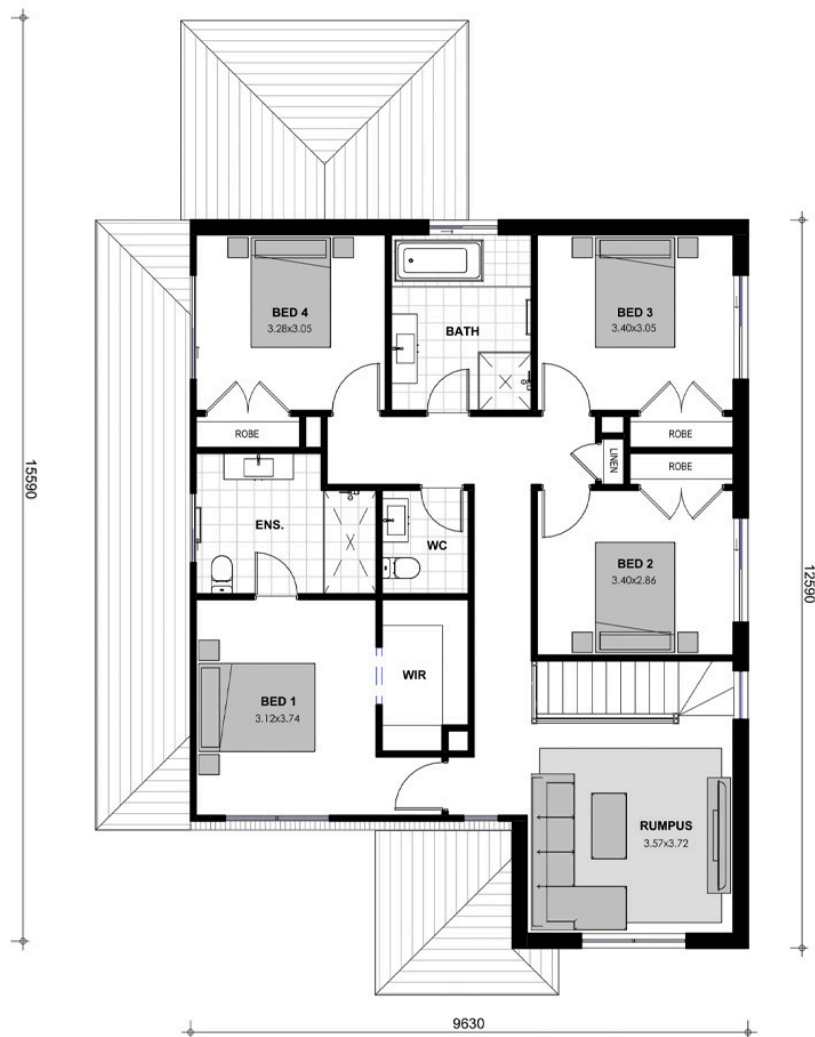 BED 4
3.28x3.05
BATH
BED 3
3.40x3.05
ROBE
ROBE
LINEN
ROBE
15590
ENS.
WC
BED 2
3.40x2.86
12590
BED 1
3.12x3.74
WIR
RUMPUS
3.57x3.72
9630